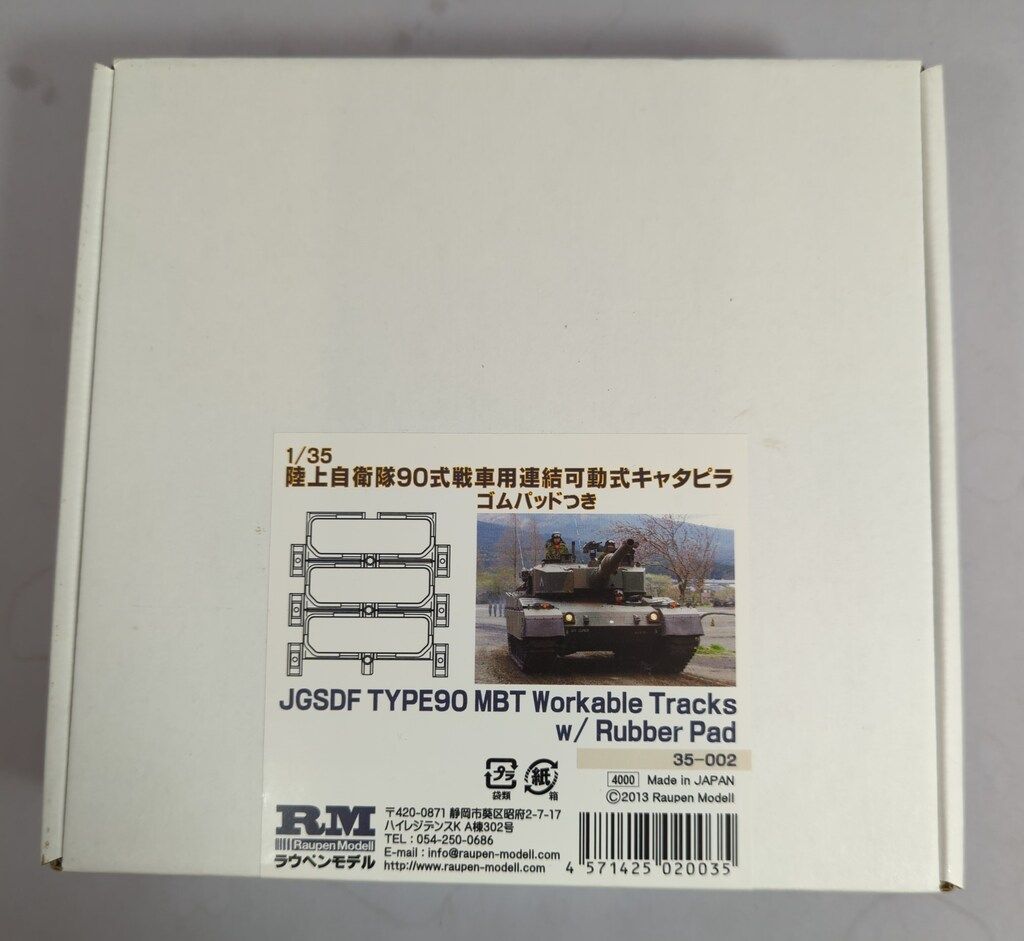 1/35
陸上自衛隊90式戦車用連結可動式キャタピラ
ゴムパッドつき
JGSDF TYPE90 MBT Workable Tracks
w/ Rubber Pad
35-002
プラ
袋類
紙
箱
4000 Made in JAPAN
©2013 Raupen Modell
RM
Raupen Modell
ラウペンモデル
〒420-0871 静岡市葵区昭府2-7-17
ハイレジデンスK A棟302号
TEL : 054-250-0686
E-mail : info@raupen-modell.com
http://www.raupen-modell.com
4 571425 020035